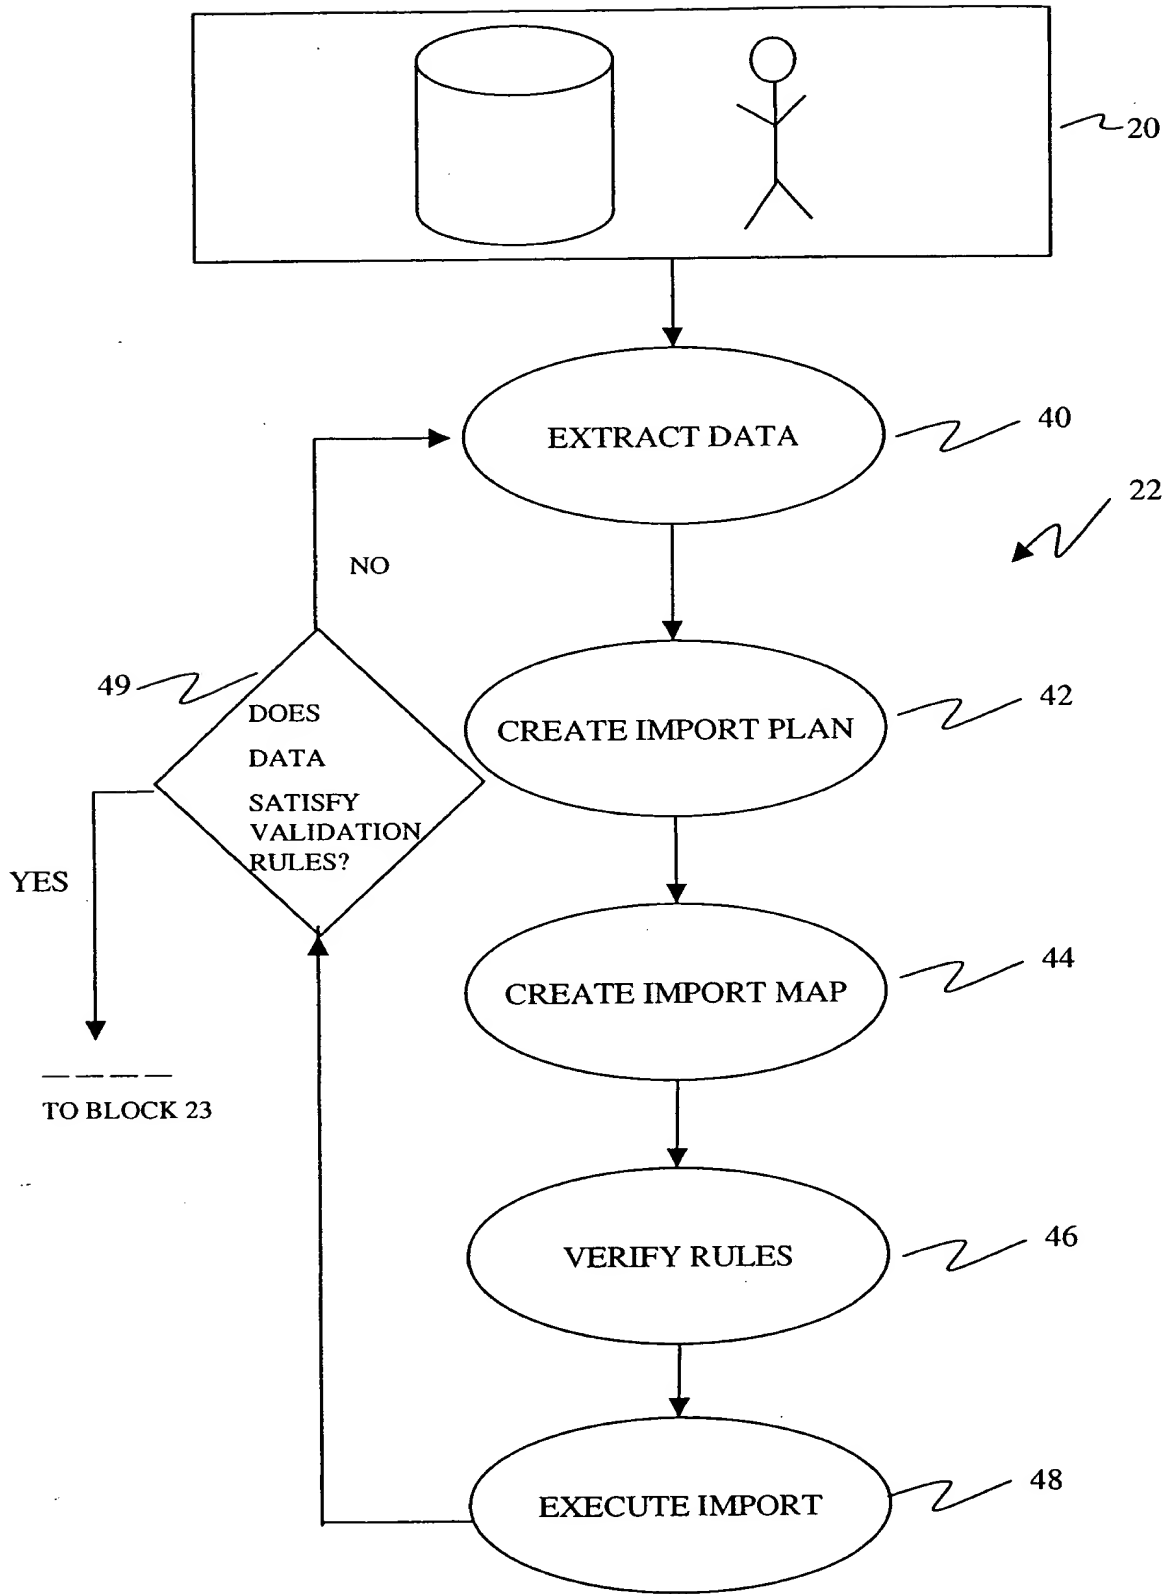 20
EXTRACT DATA
40
22
NO
49
DOES
DATA
SATISFY
VALIDATION
RULES?
CREATE IMPORT PLAN
42
YES
CREATE IMPORT MAP
44
TO BLOCK 23
VERIFY RULES
46
EXECUTE IMPORT
48